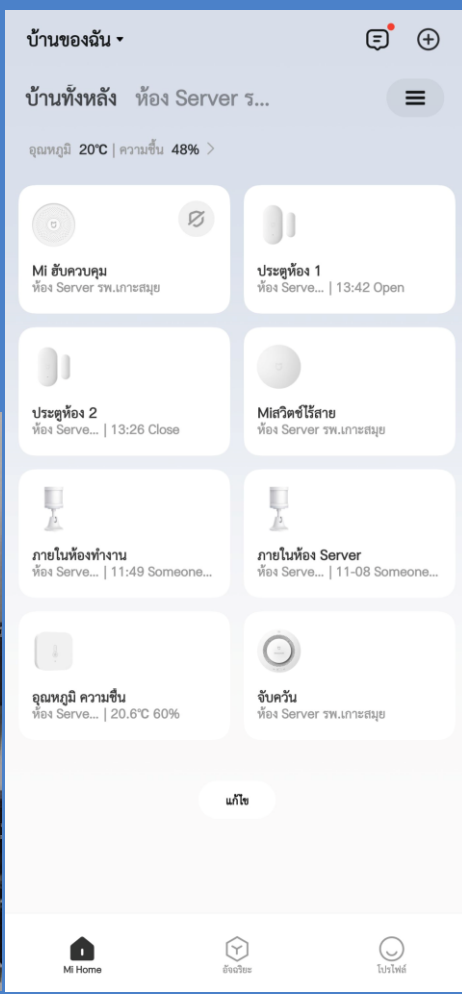 บ้านของฉัน
บ้านทั้งหลัง ห้อง Server ร...
อุณหภูมิ 20°C | ความชื้น 48%
Mi ฮับควบคุม
ห้อง Server รพ.เกาะสมุย
ประตูห้อง 1
ห้อง Serve... | 13:42 Open
ประตูห้อง 2
ห้อง Serve... | 13:26 Close
Miสวิตช์ไร้สาย
ห้อง Server รพ.เกาะสมุย
ภายในห้องทำงาน
ห้อง Serve... | 11:49 Someone...
ภายในห้อง Server
ห้อง Serve... | 11-08 Someone...
อุณหภูมิ ความชื้น
ห้อง Serve... | 20.6°C 60%
จับควัน
ห้อง Server รพ.เกาะสมุย
แก้ไข
Mi Home
อัจฉริยะ
โปรไฟล์